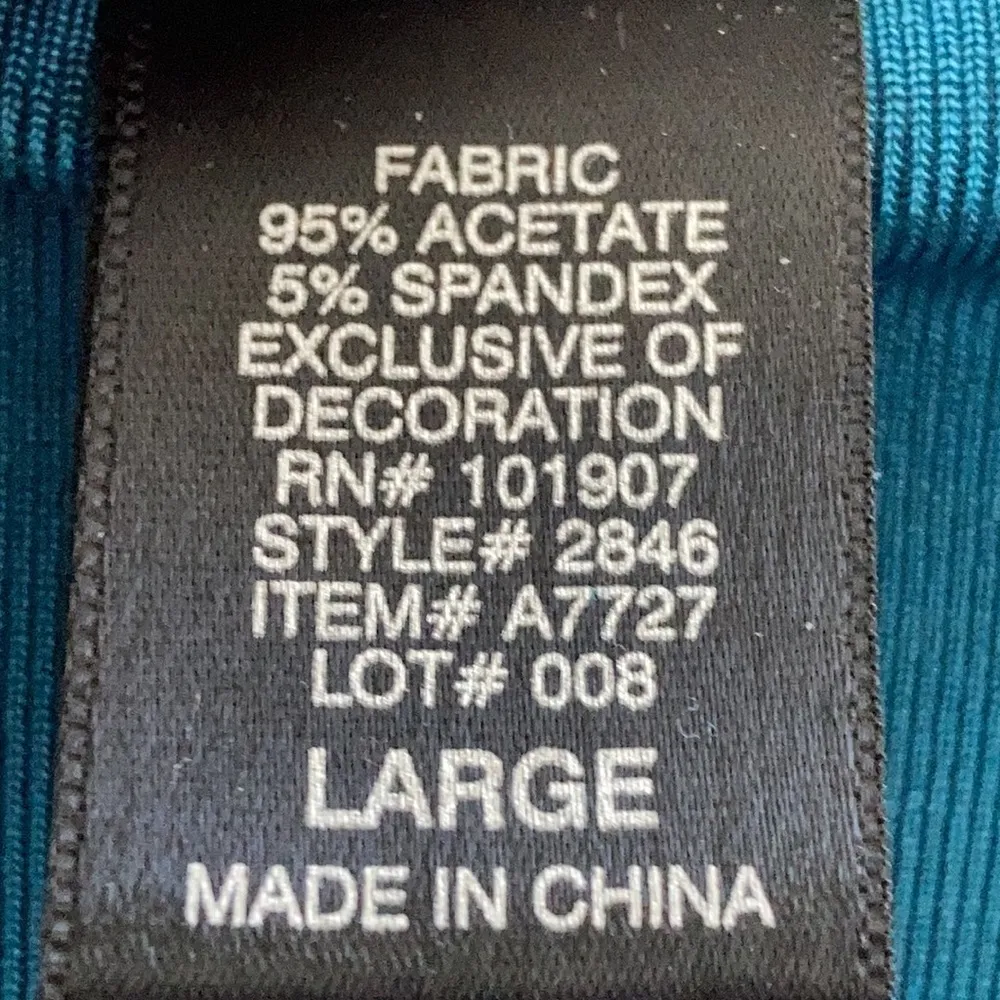 FABRIC
95% ACETATE
5% SPANDEX
EXCLUSIVE OF
DECORATION
RN# 101907
STYLE# 2846
ITEM# A7727
LOT# 008
LARGE
MADE IN CHINA